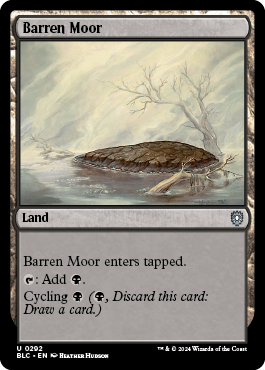 Barren Moor
Land
Barren Moor enters tapped.
: Add .
Cycling (, Discard this card:
Draw a card.)
U 0292
BLC • EN Heather Hudson
™ & © 2024 Wizards of the Coast